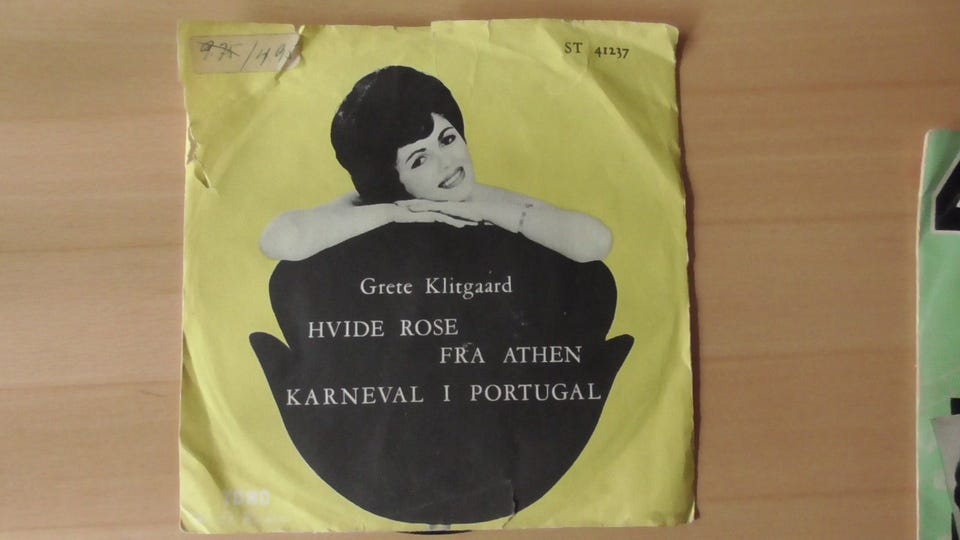 ST 41237
Grete Klitgaard
HVIDE ROSE
FRA ATHEN
KARNEVAL I PORTUGAL